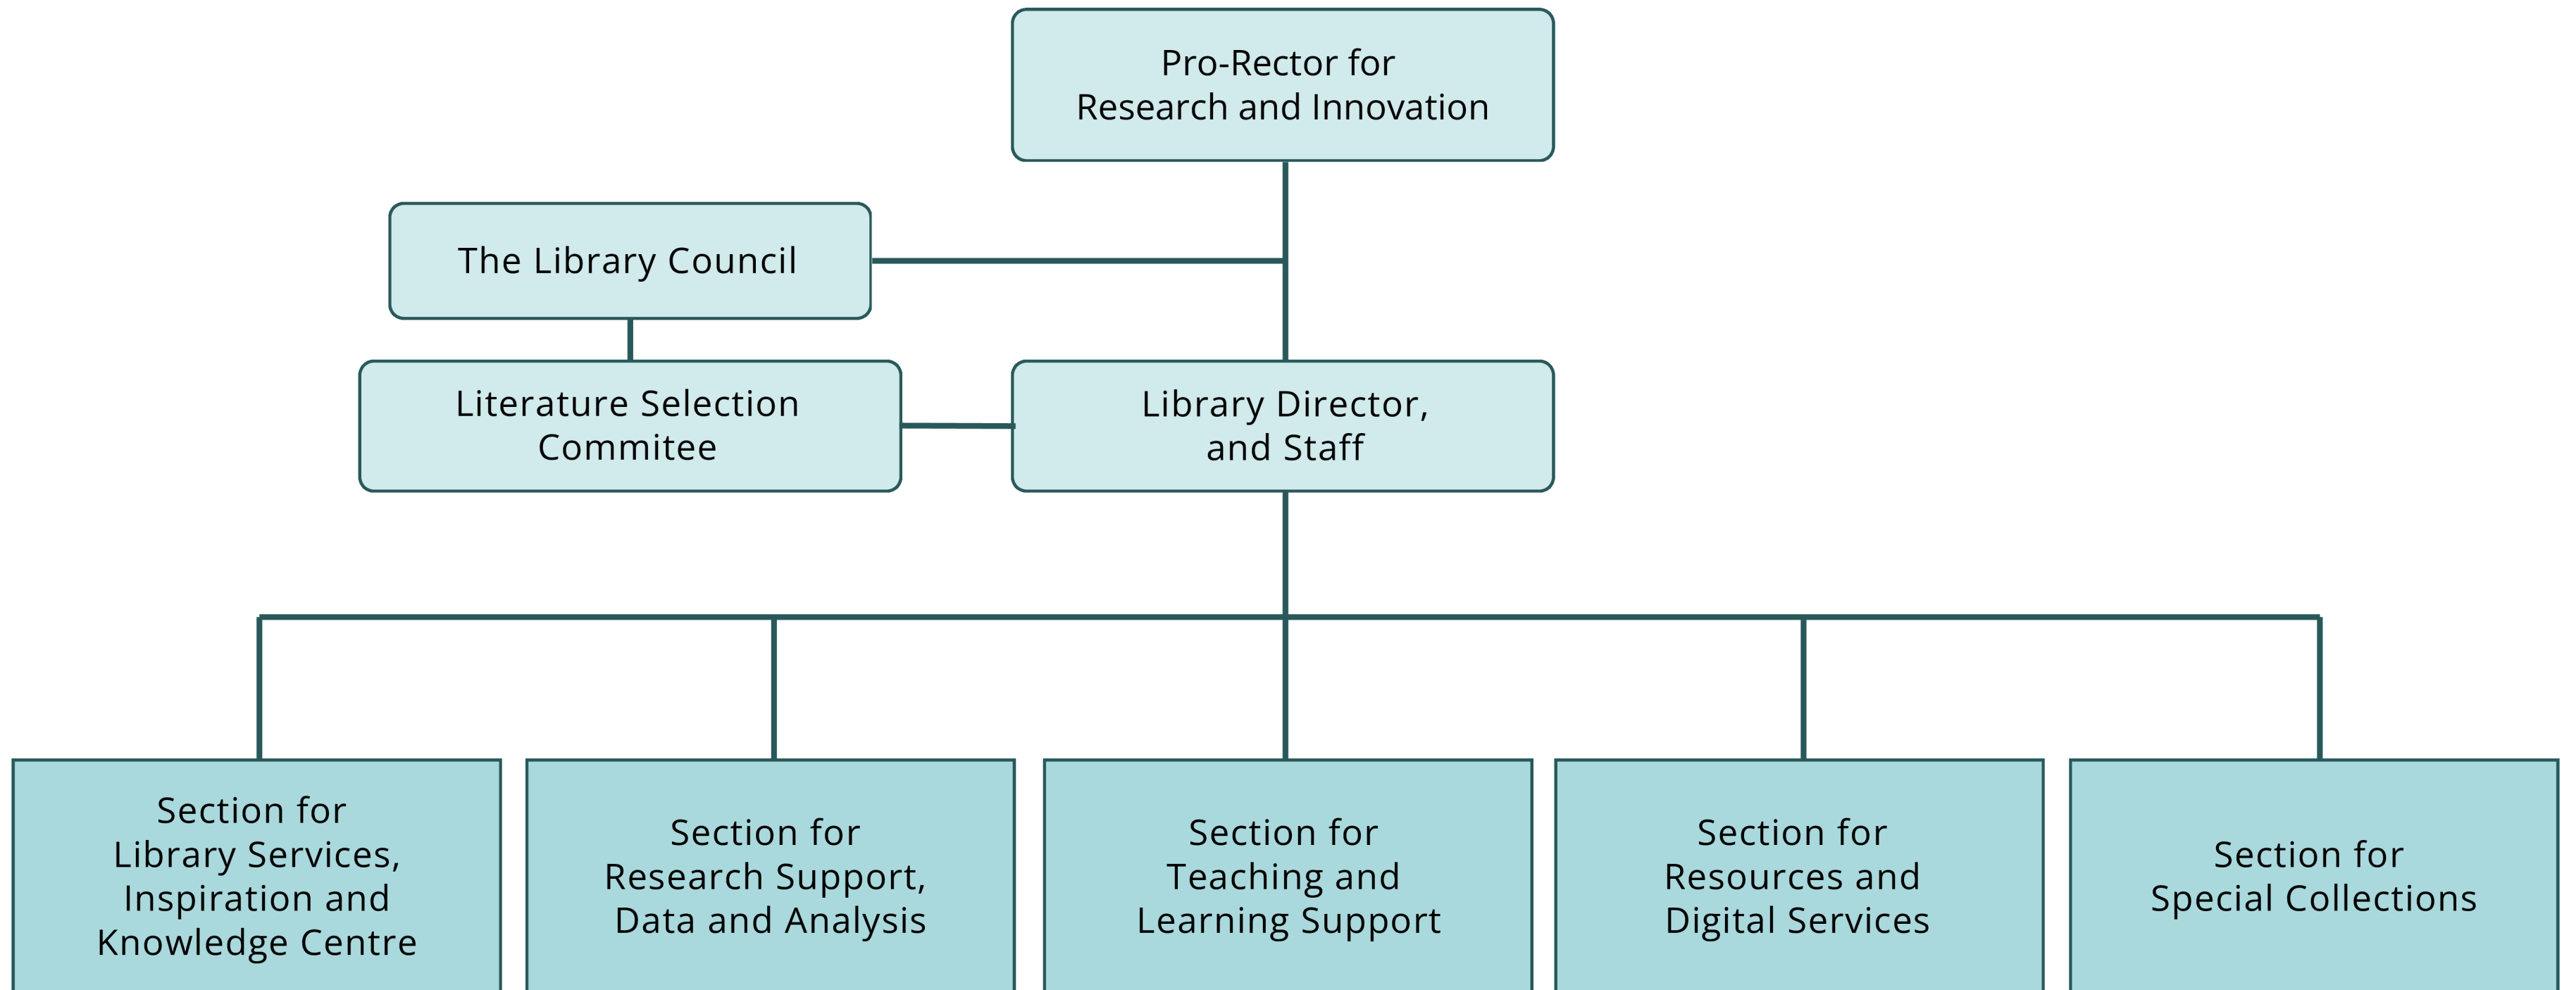 Pro-Rector for
Research and Innovation
The Library Council
Literature Selection
Commitee
Library Director,
and Staff
Section for
Library Services,
Inspiration and
Knowledge Centre
Section for
Research Support,
Data and Analysis
Section for
Teaching and
Learning Support
Section for
Resources and
Digital Services
Section for
Special Collections